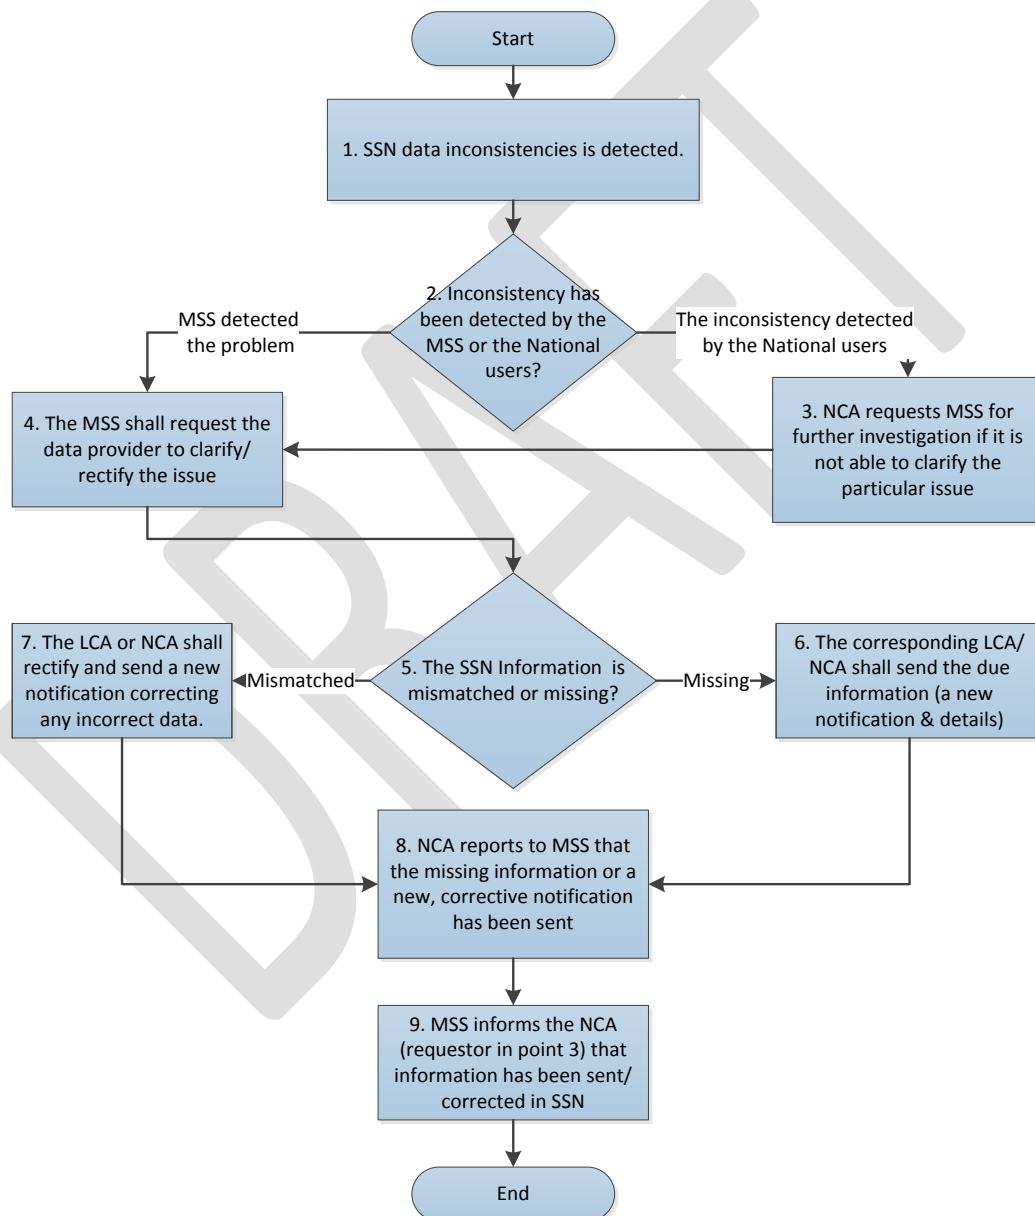 Start
1. SSN data inconsistencies is detected.
2. Inconsistency has
been detected by the
MSS or the National
users?
MSS detected
the problem
The inconsistency detected
by the National users
3. NCA requests MSS for
further investigation if it is
not able to clarify the
particular issue
4. The MSS shall request the
data provider to clarify/
rectify the issue
5. The SSN Information is
mismatched or missing?
Mismatched
Missing
7. The LCA or NCA shall
rectify and send a new
notification correcting
any incorrect data.
6. The corresponding LCA/
NCA shall send the due
information (a new
notification & details)
8. NCA reports to MSS that
the missing information or a
new, corrective notification
has been sent
9. MSS informs the NCA
(requestor in point 3) that
information has been sent/
corrected in SSN
End
DRAFT